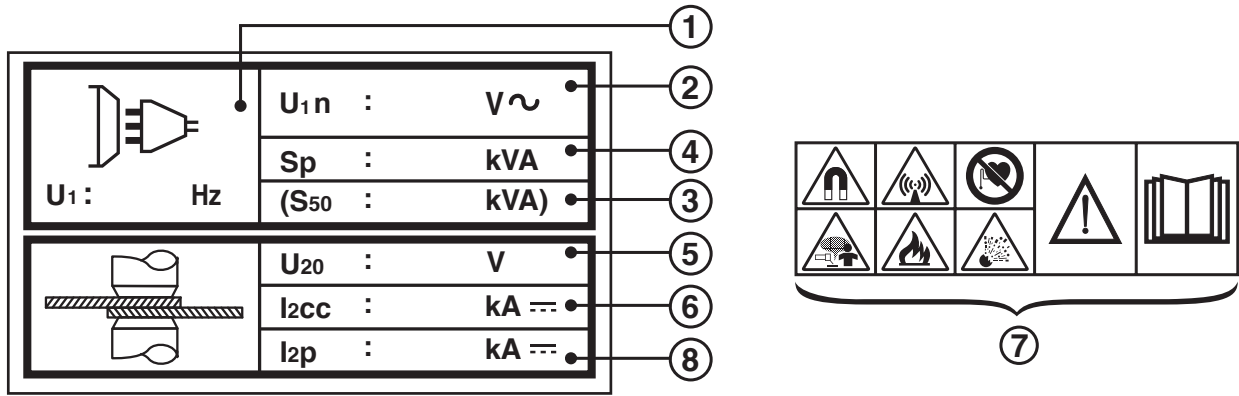 1
U1n : V~ 2
Sp : kVA 4
U1: Hz
(S50 : kVA) 3
U20 : V 5
I2cc : kA ⎓ 6
I2p : kA ⎓ 8
7